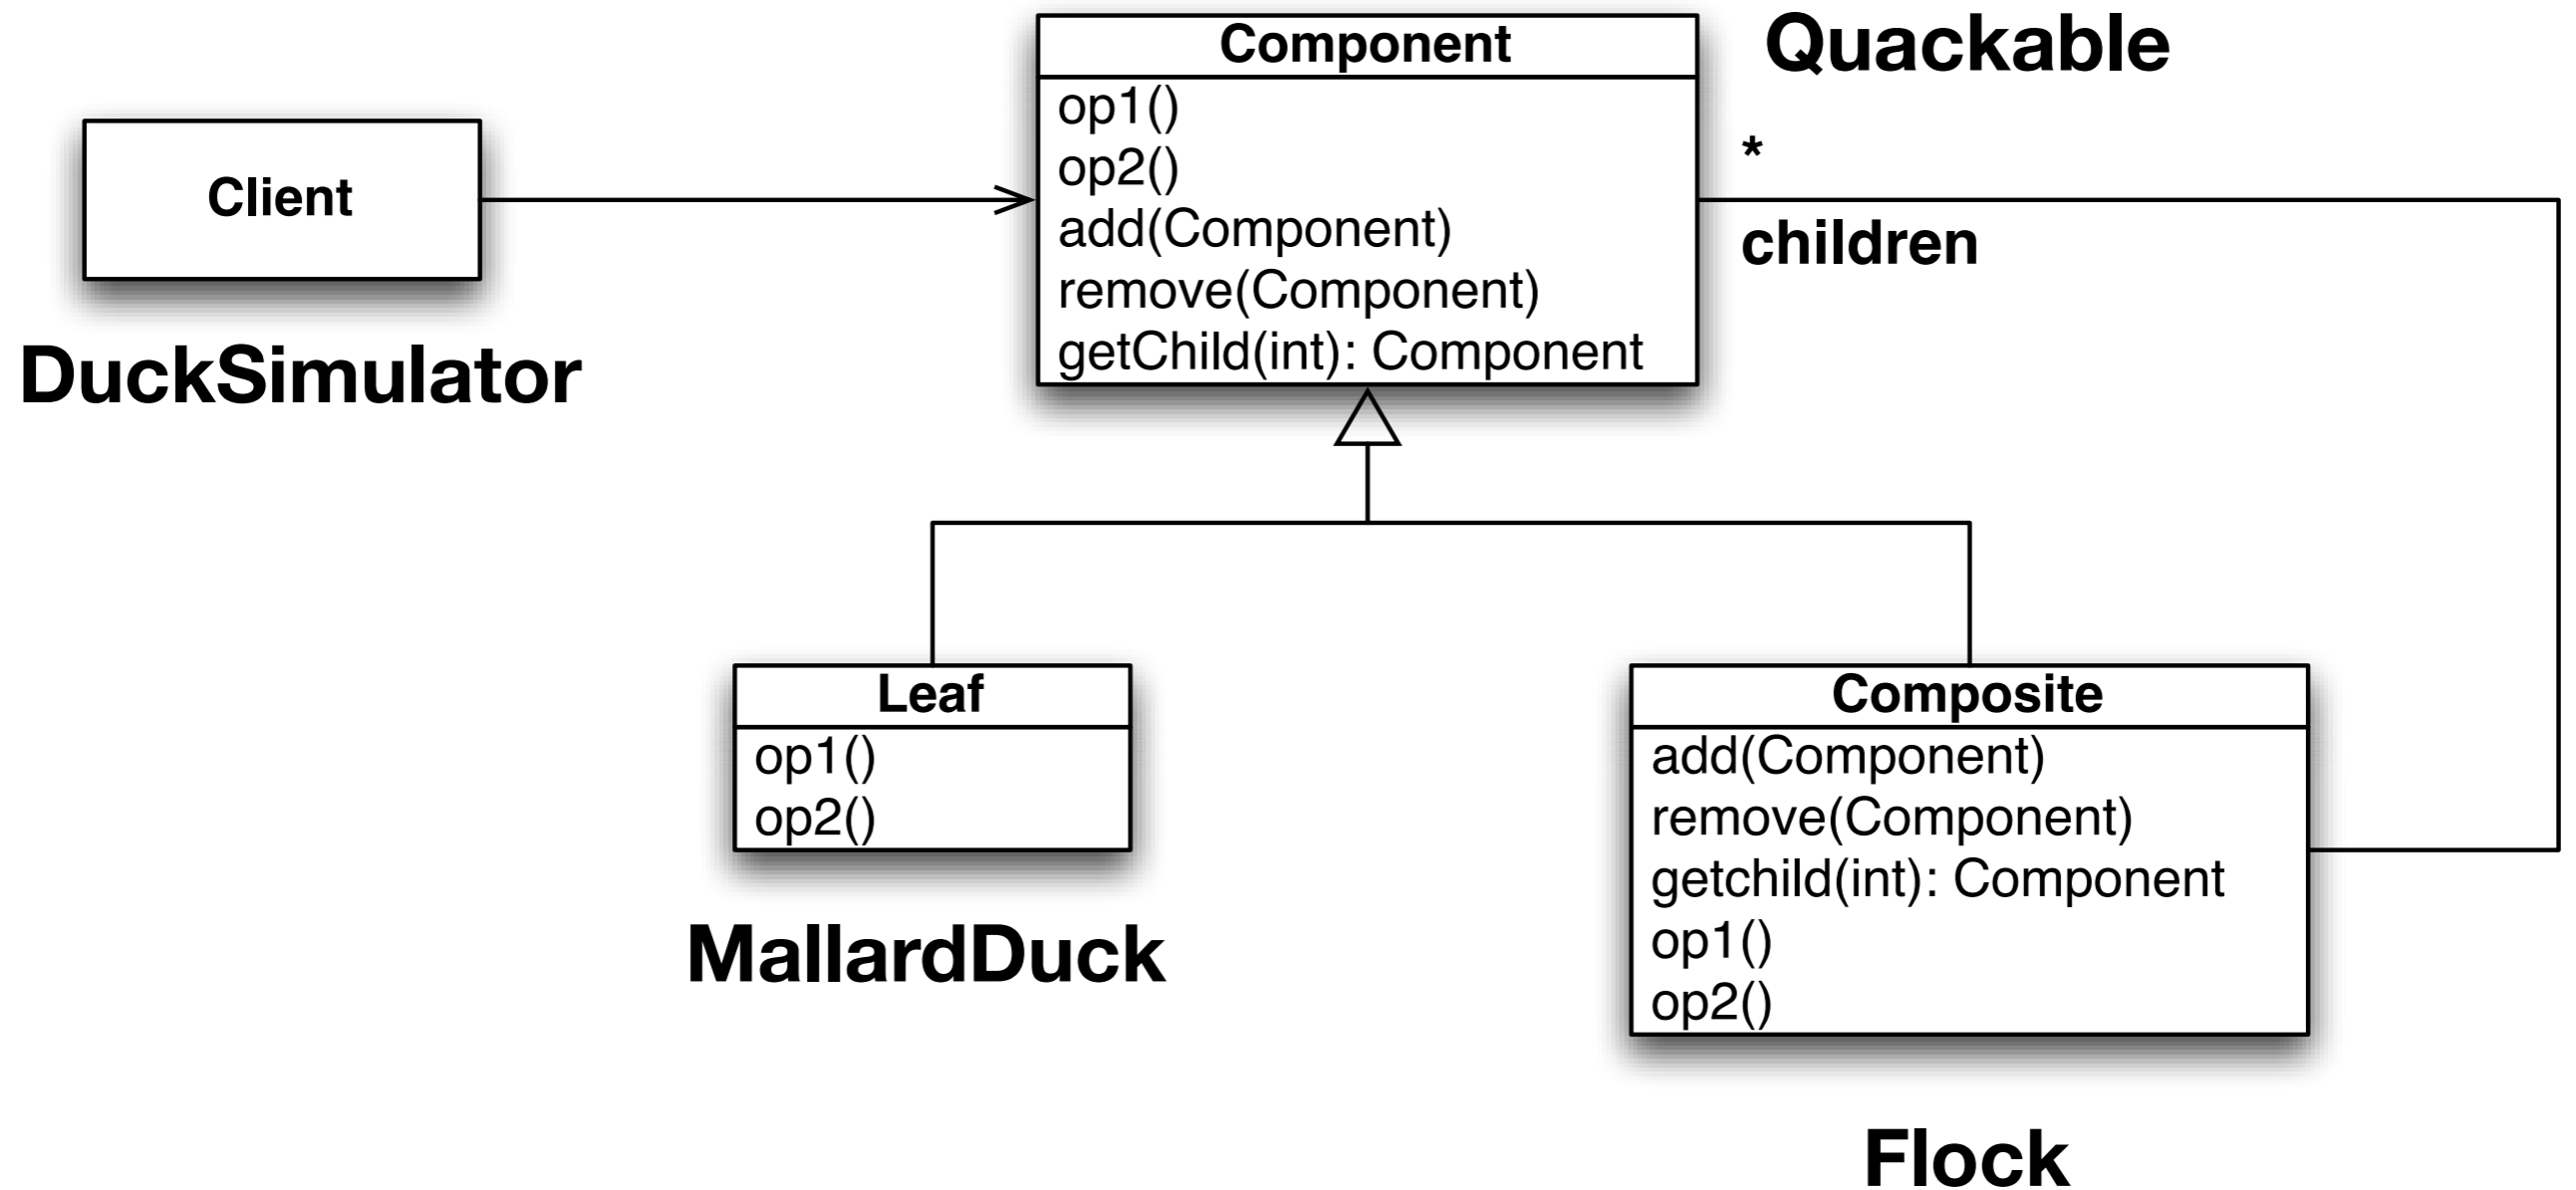 Component
op1()
op2()
add(Component)
remove(Component)
getChild(int): Component
Quackable
*
children
Client
DuckSimulator
Leaf
op1()
op2()
MallardDuck
Composite
add(Component)
remove(Component)
getchild(int): Component
op1()
op2()
Flock